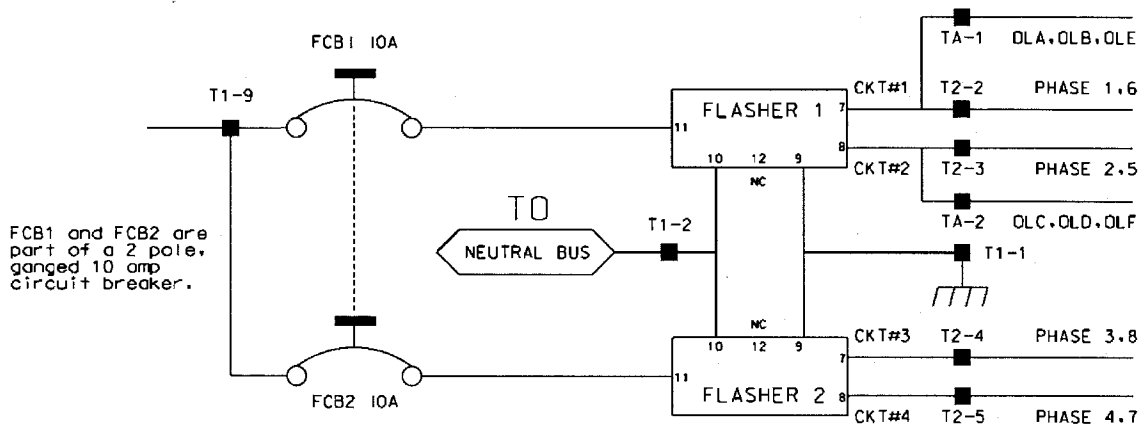 FCB1 10A
T1-9
FCB1 and FCB2 are
part of a 2 pole,
ganged 10 amp
circuit breaker.
FCB2 10A
TO
NEUTRAL BUS
T1-2
11
FLASHER 1
7
8
10 12 9
NC
CKT#1
TA-1 OLA,OLB,OLE
T2-2 PHASE 1,6
CKT#2
T2-3 PHASE 2,5
TA-2 OLC,OLD,OLF
T1-1
NC
10 12 9
11
FLASHER 2
7
8
CKT#3 T2-4 PHASE 3,8
CKT#4 T2-5 PHASE 4,7